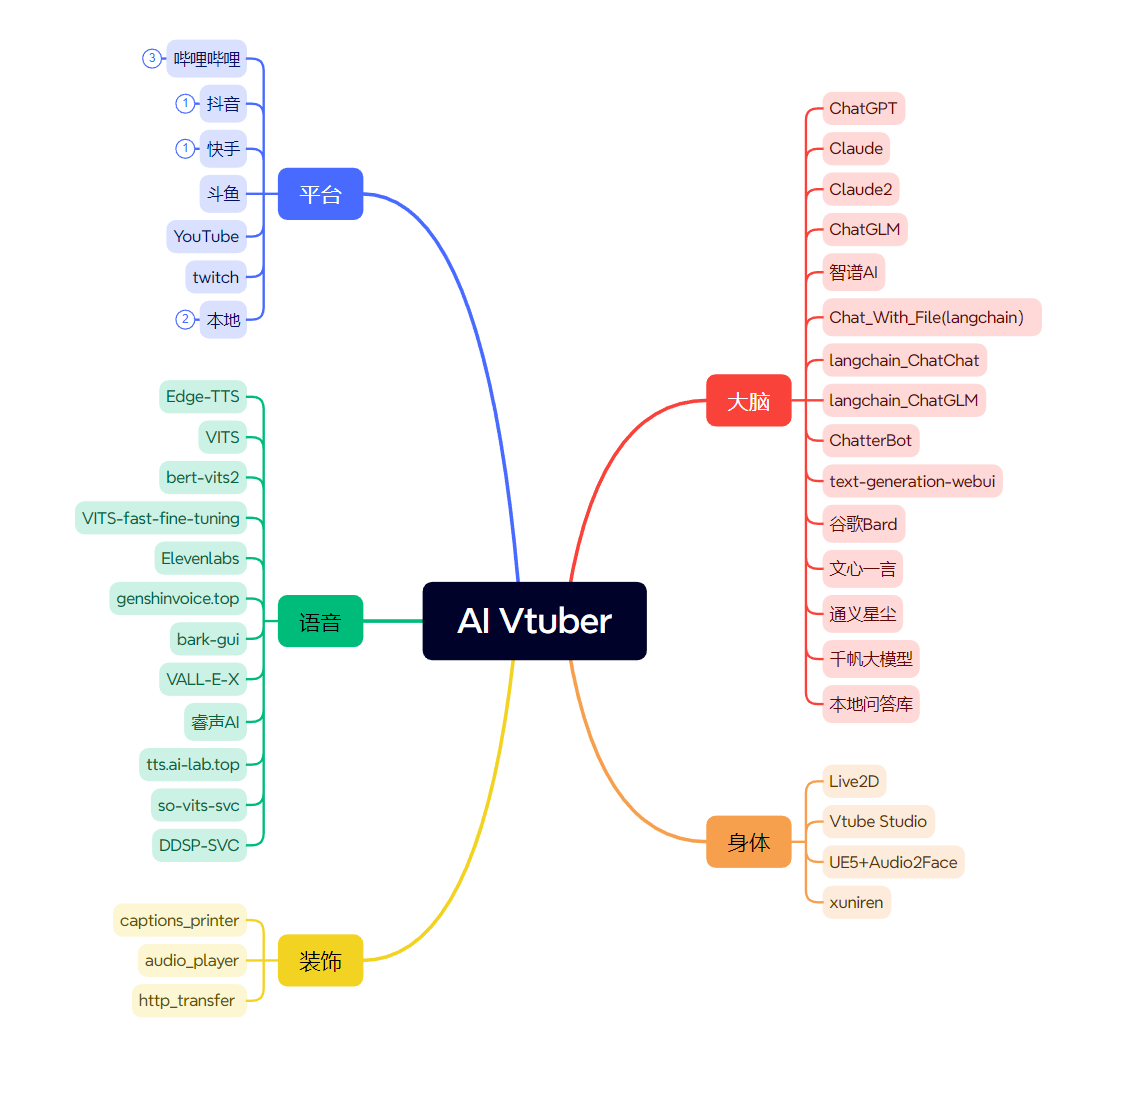 AI Vtuber
平台
3
哔哩哔哩
1
抖音
1
快手
斗鱼
YouTube
twitch
2
本地
语音
Edge-TTS
VITS
bert-vits2
VITS-fast-fine-tuning
Elevenlabs
genshinvoice.top
bark-gui
VALL-E-X
睿声AI
tts.ai-lab.top
so-vits-svc
DDSP-SVC
装饰
captions_printer
audio_player
http_transfer
大脑
ChatGPT
Claude
Claude2
ChatGLM
智谱AI
Chat_With_File(langchain）
langchain_ChatChat
langchain_ChatGLM
ChatterBot
text-generation-webui
谷歌Bard
文心一言
通义星尘
千帆大模型
本地问答库
身体
Live2D
Vtube Studio
UE5+Audio2Face
xuniren